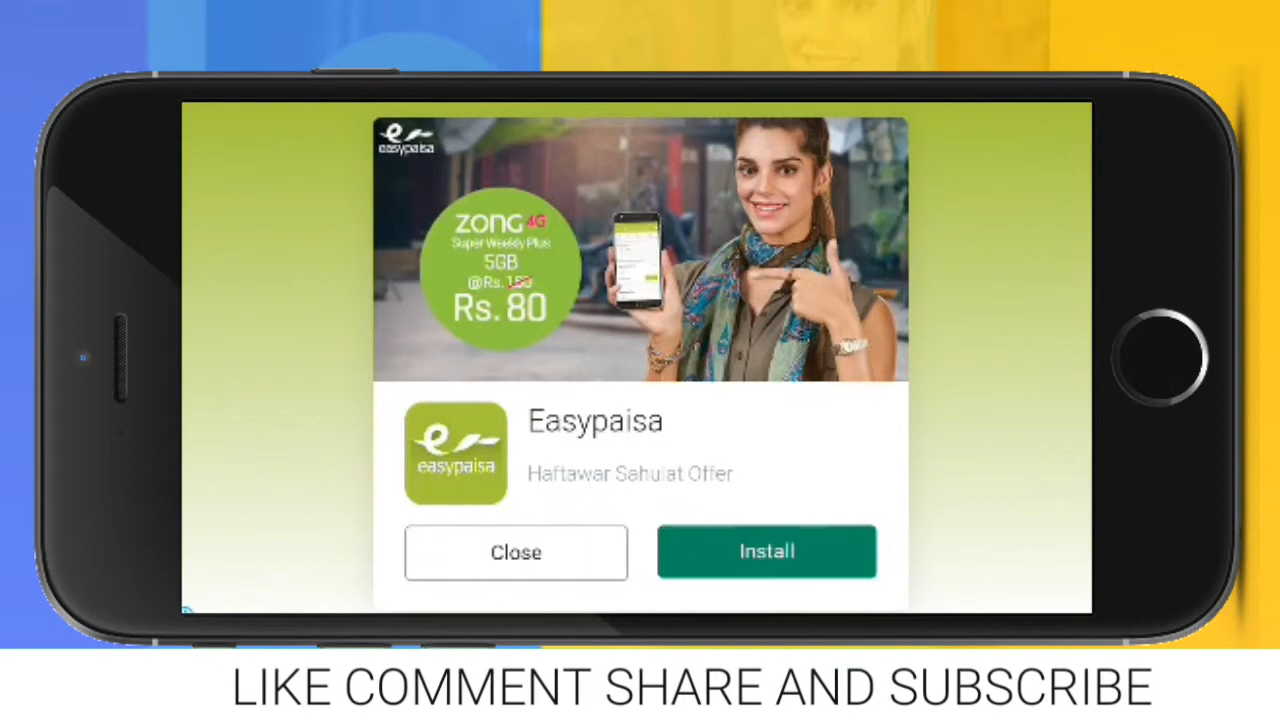 easypaisa
ZONG 4G
Super Weekly Plus
5GB
@Rs. 150
Rs. 80
easypaisa
Easypaisa
Haftawar Sahulat Offer
Close
Install
LIKE COMMENT SHARE AND SUBSCRIBE